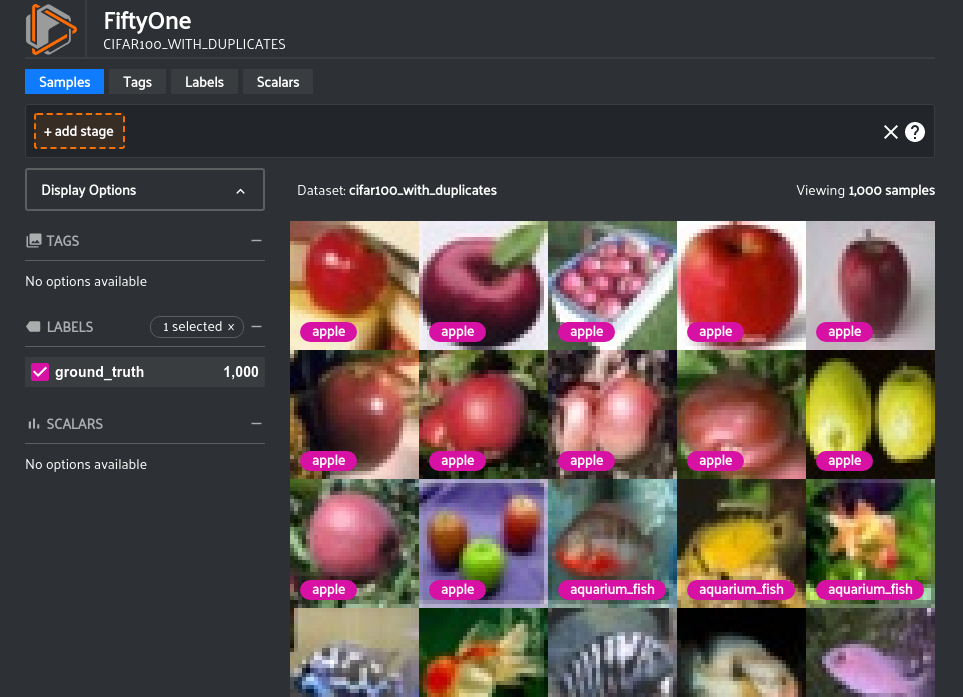 FiftyOne
CIFAR100_WITH_DUPLICATES
Samples Tags Labels Scalars
+ add stage
?
Display Options
Dataset: cifar100_with_duplicates
Viewing 1,000 samples
TAGS
No options available
LABELS
1 selected ×
ground_truth 1,000
SCALARS
No options available
apple apple apple apple apple
apple apple apple apple apple
apple apple aquarium_fish aquarium_fish aquarium_fish